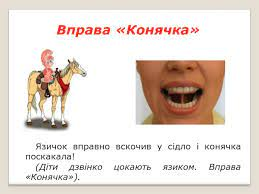 Вправа «Конячка»
Язичок вправно вскочив у сідло і конячка
поскакала!
(Діти дзвінко цокають язиком. Вправа
«Конячка»).